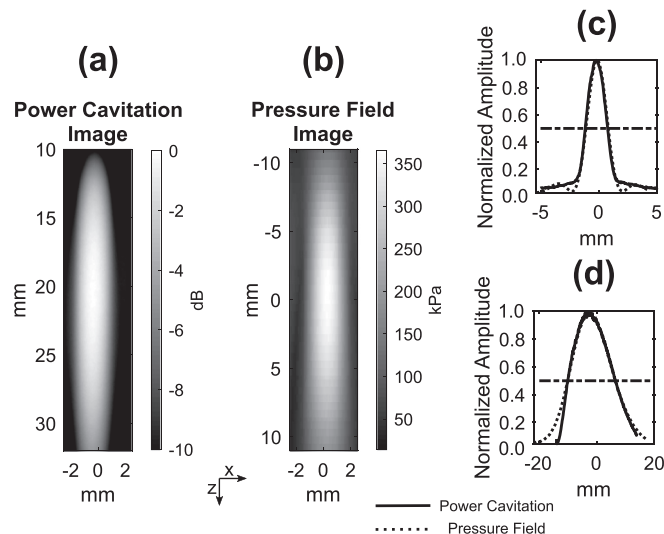 (a)
Power Cavitation
Image
10
15
20
25
30
mm
-2 0 2
mm
0
-2
-4
-6
-8
-10
dB
(b)
Pressure Field
Image
-10
-5
0
5
10
mm
-2 0 2
mm
350
300
250
200
150
100
50
kPa
x
z
(c)
Normalized Amplitude
1.0
0.8
0.6
0.4
0.2
0.0
-5 0 5
mm
(d)
Normalized Amplitude
1.0
0.8
0.6
0.4
0.2
0.0
-20 0 20
mm
Power Cavitation
Pressure Field